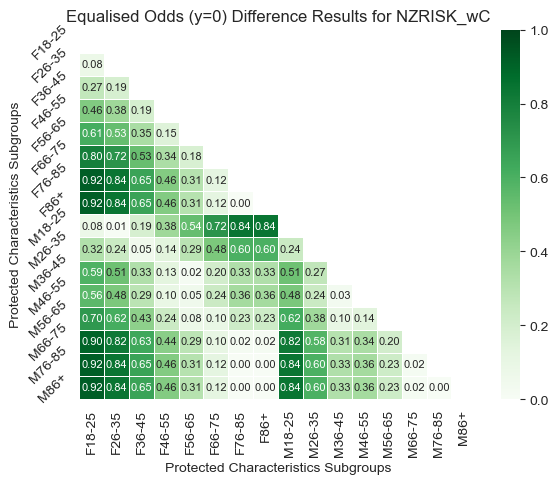 Equalised Odds (y=0) Difference Results for NZRISK_wC
Protected Characteristics Subgroups
F18-25
F26-35 0.08
F36-45 0.27 0.19
F46-55 0.46 0.38 0.19
F56-65 0.61 0.53 0.35 0.15
F66-75 0.80 0.72 0.53 0.34 0.18
F76-85 0.92 0.84 0.65 0.46 0.31 0.12
F86+ 0.92 0.84 0.65 0.46 0.31 0.12 0.00
M18-25 0.08 0.01 0.19 0.38 0.54 0.72 0.84 0.84
M26-35 0.32 0.24 0.05 0.14 0.29 0.48 0.60 0.60 0.24
M36-45 0.59 0.51 0.33 0.13 0.02 0.20 0.33 0.33 0.51 0.27
M46-55 0.56 0.48 0.29 0.10 0.05 0.24 0.36 0.36 0.48 0.24 0.03
M56-65 0.70 0.62 0.43 0.24 0.08 0.10 0.23 0.23 0.62 0.38 0.10 0.14
M66-75 0.90 0.82 0.63 0.44 0.29 0.10 0.02 0.02 0.82 0.58 0.31 0.34 0.20
M76-85 0.92 0.84 0.65 0.46 0.31 0.12 0.00 0.00 0.84 0.60 0.33 0.36 0.23 0.02
M86+ 0.92 0.84 0.65 0.46 0.31 0.12 0.00 0.00 0.84 0.60 0.33 0.36 0.23 0.02 0.00
F18-25 F26-35 F36-45 F46-55 F56-65 F66-75 F76-85 F86+ M18-25 M26-35 M36-45 M46-55 M56-65 M66-75 M76-85 M86+
Protected Characteristics Subgroups
1.0
0.8
0.6
0.4
0.2
0.0